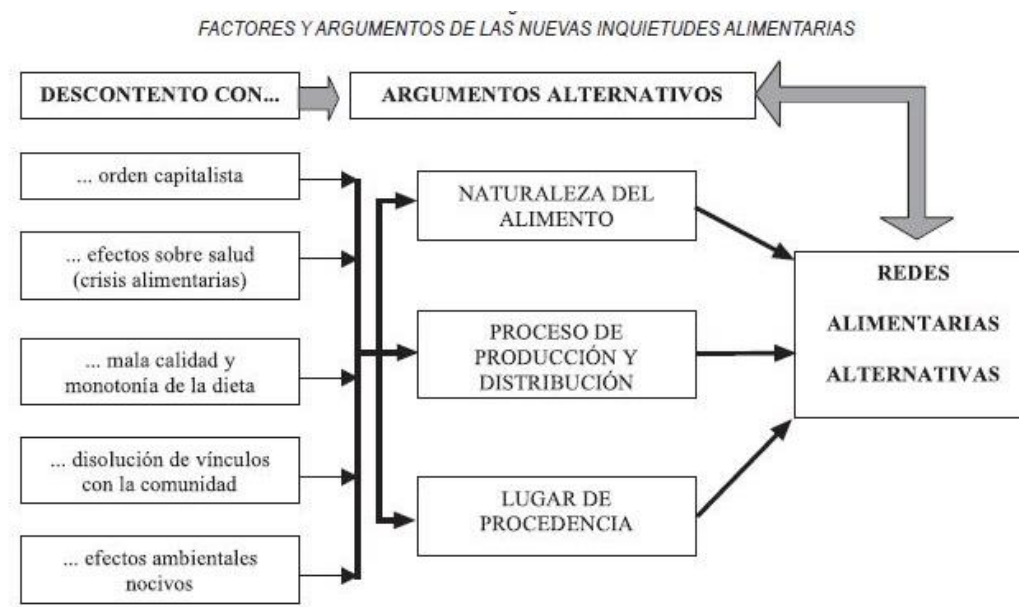 FACTORES Y ARGUMENTOS DE LAS NUEVAS INQUIETUDES ALIMENTARIAS
DESCONTENTO CON...
ARGUMENTOS ALTERNATIVOS
... orden capitalista
... efectos sobre salud
(crisis alimentarias)
... mala calidad y
monotonía de la dieta
... disolución de vínculos
con la comunidad
... efectos ambientales
nocivos
NATURALEZA DEL
ALIMENTO
PROCESO DE
PRODUCCIÓN Y
DISTRIBUCIÓN
LUGAR DE
PROCEDENCIA
REDES
ALIMENTARIAS
ALTERNATIVAS